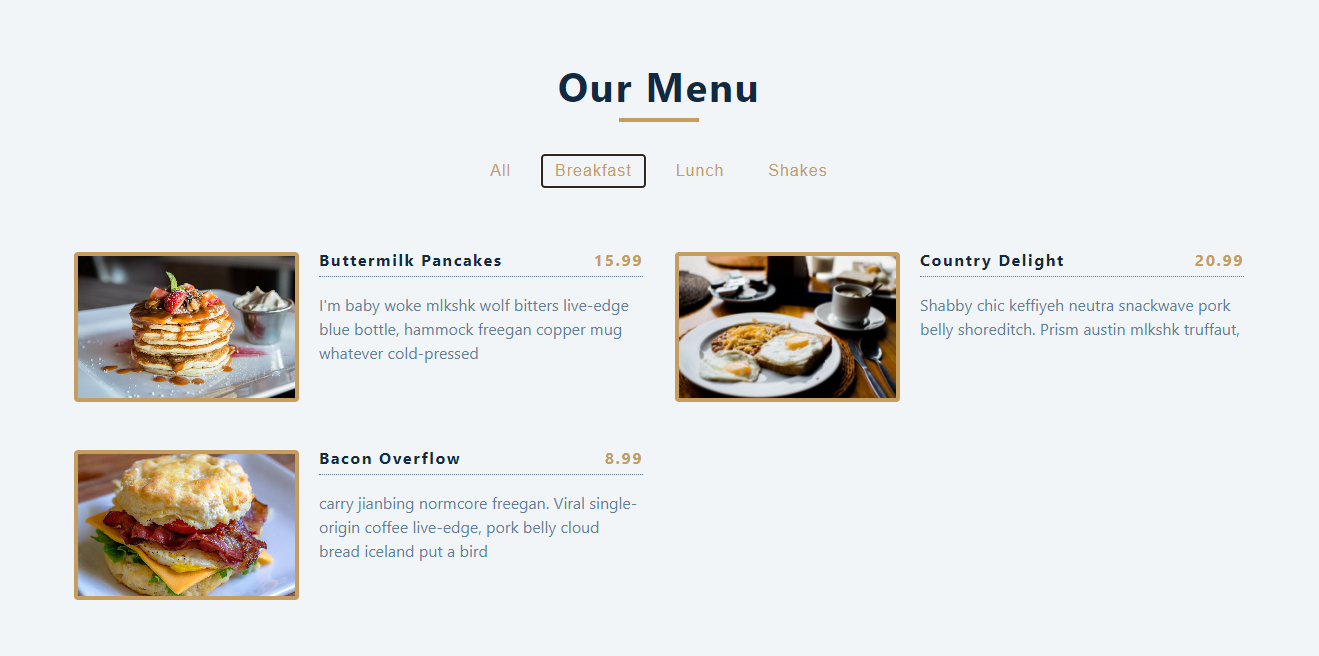 Our Menu
All Breakfast Lunch Shakes
Buttermilk Pancakes 15.99
I'm baby woke mlkshk wolf bitters live-edge
blue bottle, hammock freegan copper mug
whatever cold-pressed
Country Delight 20.99
Shabby chic keffiyeh neutra snackwave pork
belly shoreditch. Prism austin mlkshk truffaut,
Bacon Overflow 8.99
carry jianbing normcore freegan. Viral single-
origin coffee live-edge, pork belly cloud
bread iceland put a bird